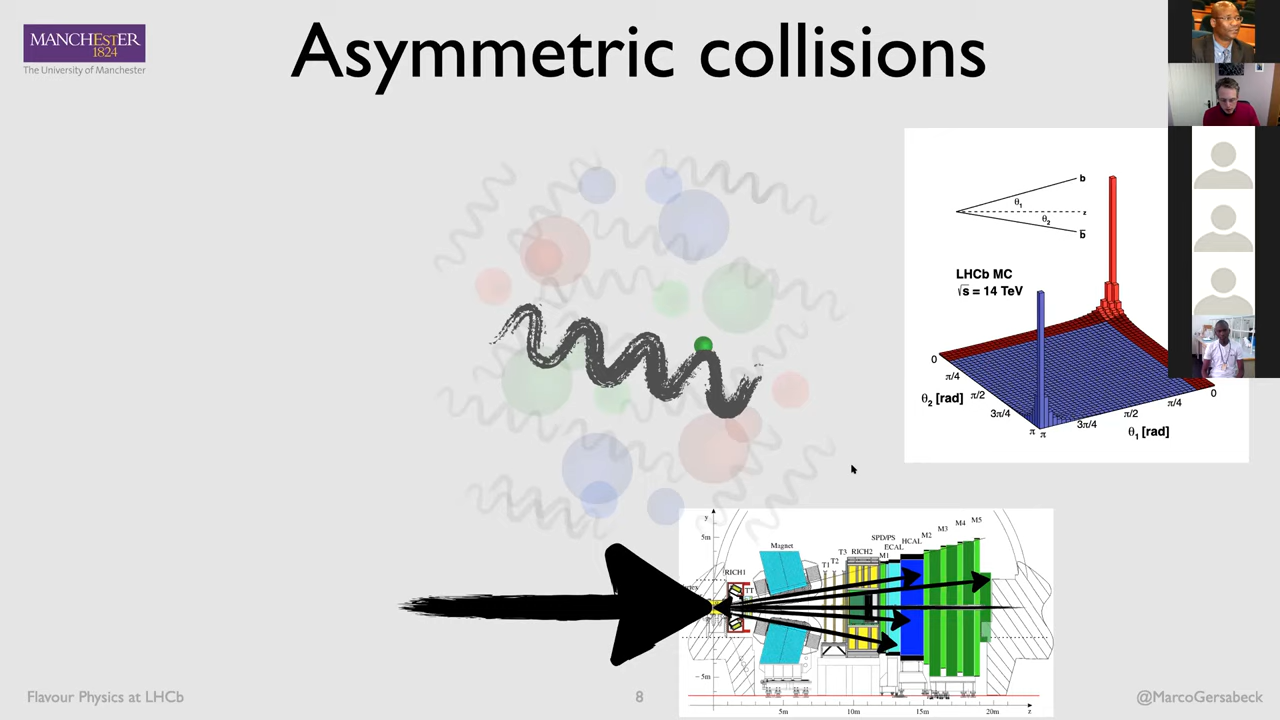 MANCHESTER
1824
The University of Manchester
Asymmetric collisions
b
θ1
z
θ2
b̅
LHCb MC
√s = 14 TeV
0
π/4
π/2
3π/4
π
θ2 [rad]
π
3π/4
π/2
π/4
0
θ1 [rad]
y
5m
Magnet
RICH1
TT
T1
T2
T3
RICH2
SPD/PS
M1
ECAL
HCAL
M2
M3
M4
M5
− 5m
5m
10m
15m
20m
z
Flavour Physics at LHCb
8
@MarcoGersabeck